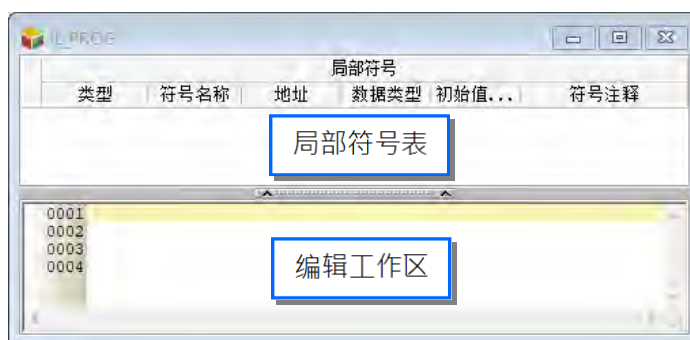 IL_PROG
局部符号
类型 符号名称 地址 数据类型 初始值... 符号注释
局部符号表
0001
0002
0003
0004
编辑工作区